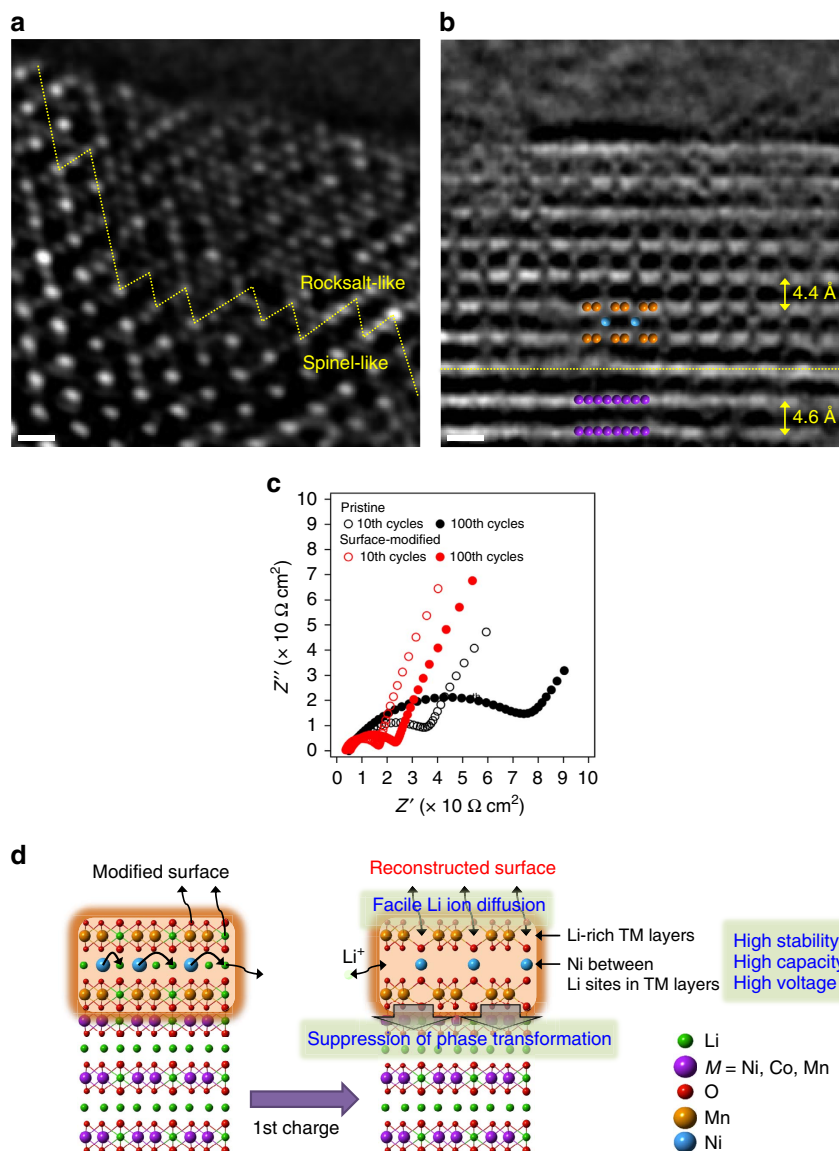 a
b
Rocksalt-like
Spinel-like
4.4 Å
4.6 Å
c
10
9
8
7
6
5
4
3
2
1
0
Z″ (× 10 Ω cm²)
Pristine
10th cycles 100th cycles
Surface-modified
10th cycles 100th cycles
0 1 2 3 4 5 6 7 8 9 10
Z′ (× 10 Ω cm²)
d
Modified surface
Reconstructed surface
Facile Li ion diffusion
Li⁺
Li-rich TM layers
Ni between
Li sites in TM layers
High stability
High capacity
High voltage
Suppression of phase transformation
1st charge
Li
M = Ni, Co, Mn
O
Mn
Ni